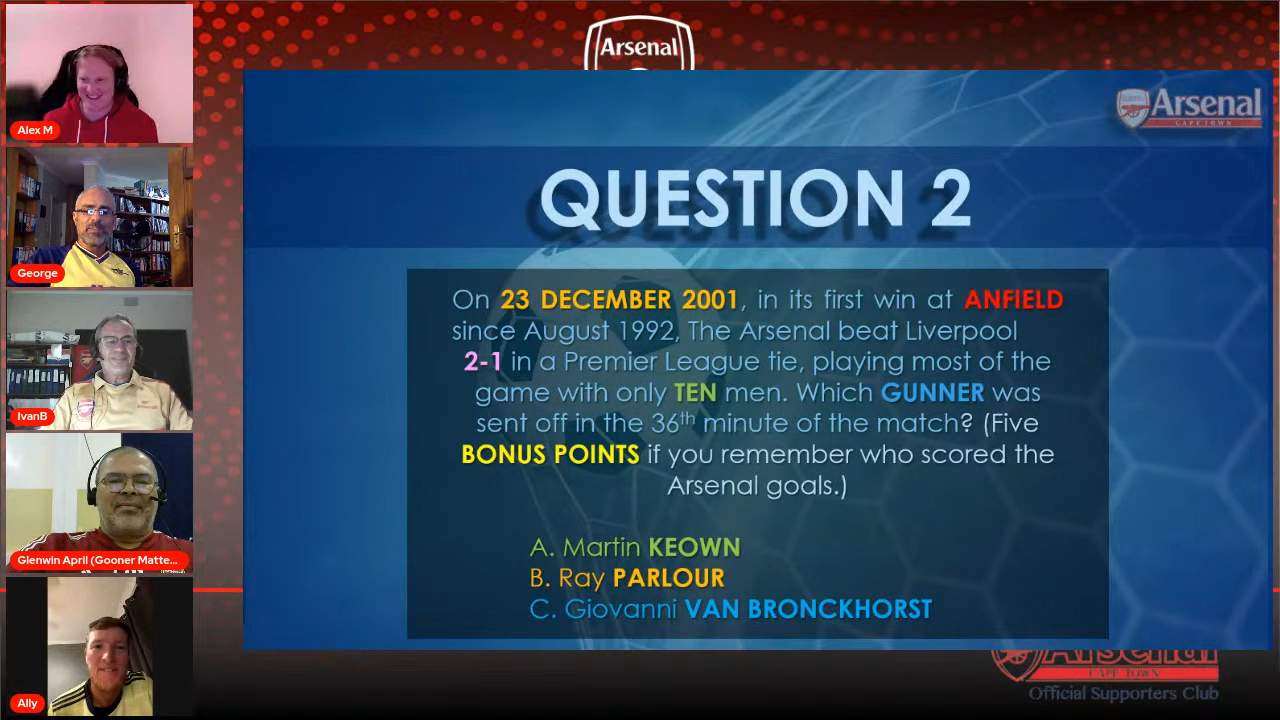 Arsenal
Arsenal
CAPE TOWN
QUESTION 2
On 23 DECEMBER 2001, in its first win at ANFIELD
since August 1992, The Arsenal beat Liverpool
2-1 in a Premier League tie, playing most of the
game with only TEN men. Which GUNNER was
sent off in the 36th minute of the match? (Five
BONUS POINTS if you remember who scored the
Arsenal goals.)
A. Martin KEOWN
B. Ray PARLOUR
C. Giovanni VAN BRONCKHORST
Alex M
George
IvanB
Glenwin April (Gooner Matte...
Ally
Arsenal
CAPE TOWN
Official Supporters Club